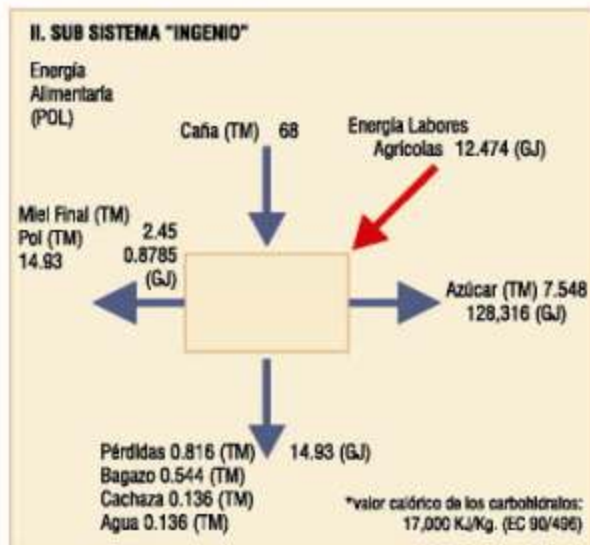 II. SUB SISTEMA "INGENIO"
Energía
Alimentaria
(POL)
Caña (TM) 68
Energía Labores
Agrícolas 12.474 (GJ)
Miel Final (TM)
2.45
Pol (TM)
0.8785
14.93
(GJ)
Azúcar (TM) 7.548
128,316 (GJ)
Pérdidas 0.816 (TM) 14.93 (GJ)
Bagazo 0.544 (TM)
Cachaza 0.136 (TM)
Agua 0.136 (TM)
*valor calórico de los carbohidratos:
17,000 KJ/Kg. (EC 90/496)